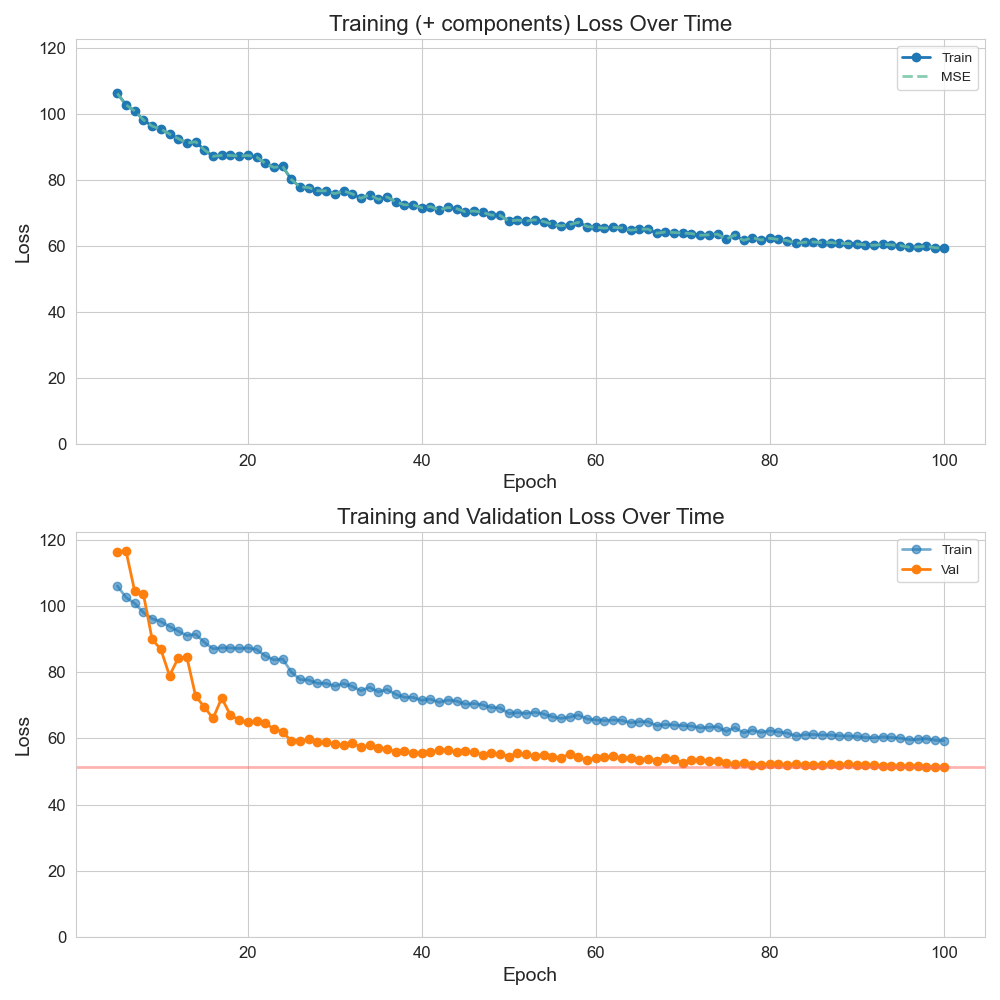 Training (+ components) Loss Over Time
120
100
80
60
40
20
0
Loss
Train
MSE
20 40 60 80 100
Epoch
Training and Validation Loss Over Time
120
100
80
60
40
20
0
Loss
Train
Val
20 40 60 80 100
Epoch